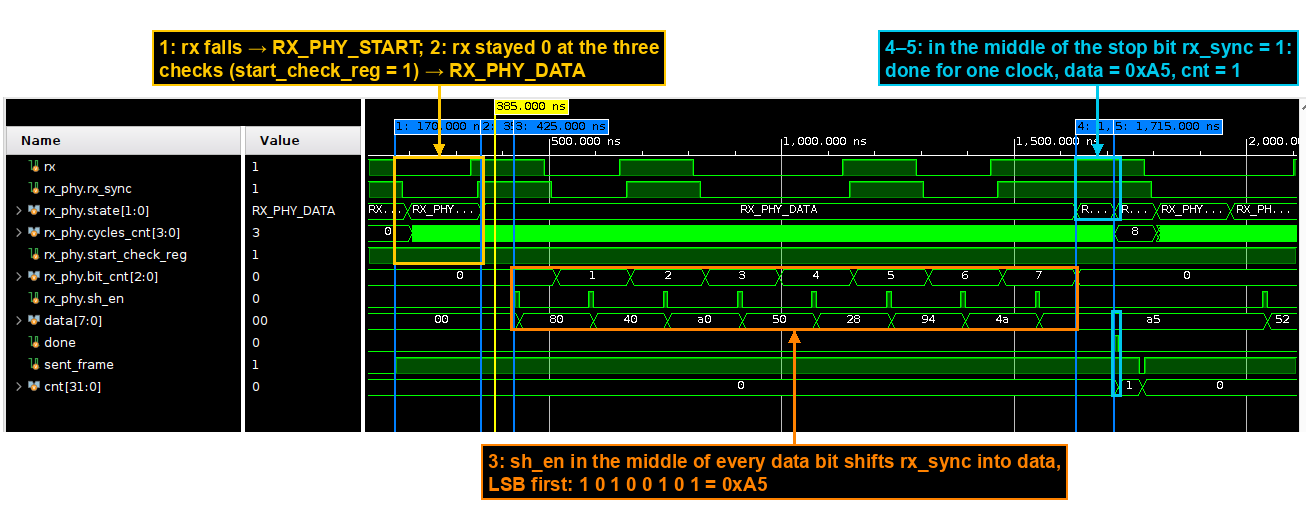 1: rx falls → RX_PHY_START; 2: rx stayed 0 at the three
checks (start_check_reg = 1) → RX_PHY_DATA
4–5: in the middle of the stop bit rx_sync = 1:
done for one clock, data = 0xA5, cnt = 1
385.000 ns
1: 170.000 n 2: 3 3: 425.000 ns 4: 1, 5: 1,715.000 ns
Name Value 500.000 ns 1,000.000 ns 1,500.000 ns 2,000.0
rx 1
rx_phy.rx_sync 1
rx_phy.state[1:0] RX_PHY_DATA RX... RX_PHY... RX_PHY_DATA R... R... RX_PHY... RX_PH...
rx_phy.cycles_cnt[3:0] 3 0 8
rx_phy.start_check_reg 1
rx_phy.bit_cnt[2:0] 0 0 1 2 3 4 5 6 7 0
rx_phy.sh_en 0
data[7:0] 00 00 80 40 a0 50 28 94 4a a5 52
done 0
sent_frame 1
cnt[31:0] 0 0 1 0
3: sh_en in the middle of every data bit shifts rx_sync into data,
LSB first: 1 0 1 0 0 1 0 1 = 0xA5